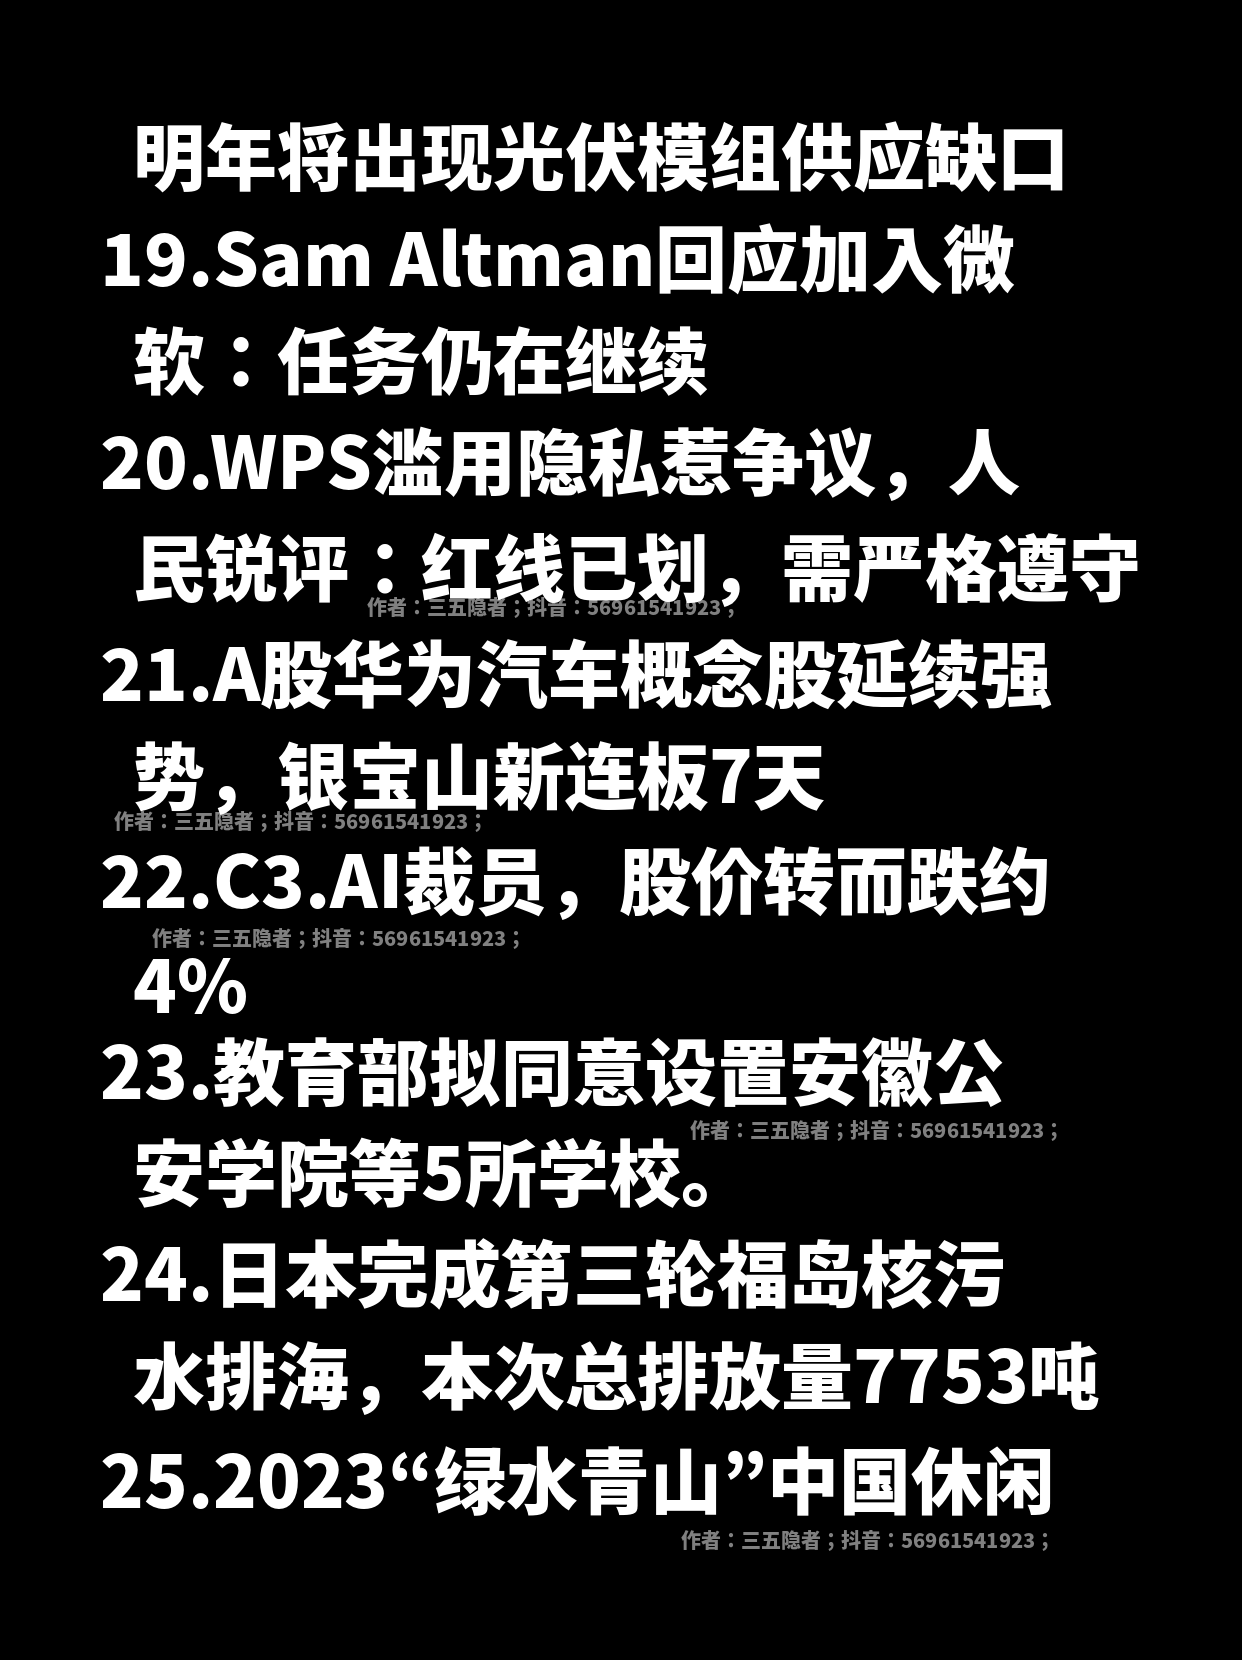 明年将出现光伏模组供应缺口
19.Sam Altman回应加入微
软：任务仍在继续
20.WPS滥用隐私惹争议，人
民锐评：红线已划，需严格遵守
作者：三五隐者；抖音：56961541923；
21.A股华为汽车概念股延续强
势，银宝山新连板7天
作者：三五隐者；抖音：56961541923；
22.C3.AI裁员，股价转而跌约
作者：三五隐者；抖音：56961541923；
4%
23.教育部拟同意设置安徽公
作者：三五隐者；抖音：56961541923；
安学院等5所学校。
24.日本完成第三轮福岛核污
水排海，本次总排放量7753吨
25.2023“绿水青山”中国休闲
作者：三五隐者；抖音：56961541923；